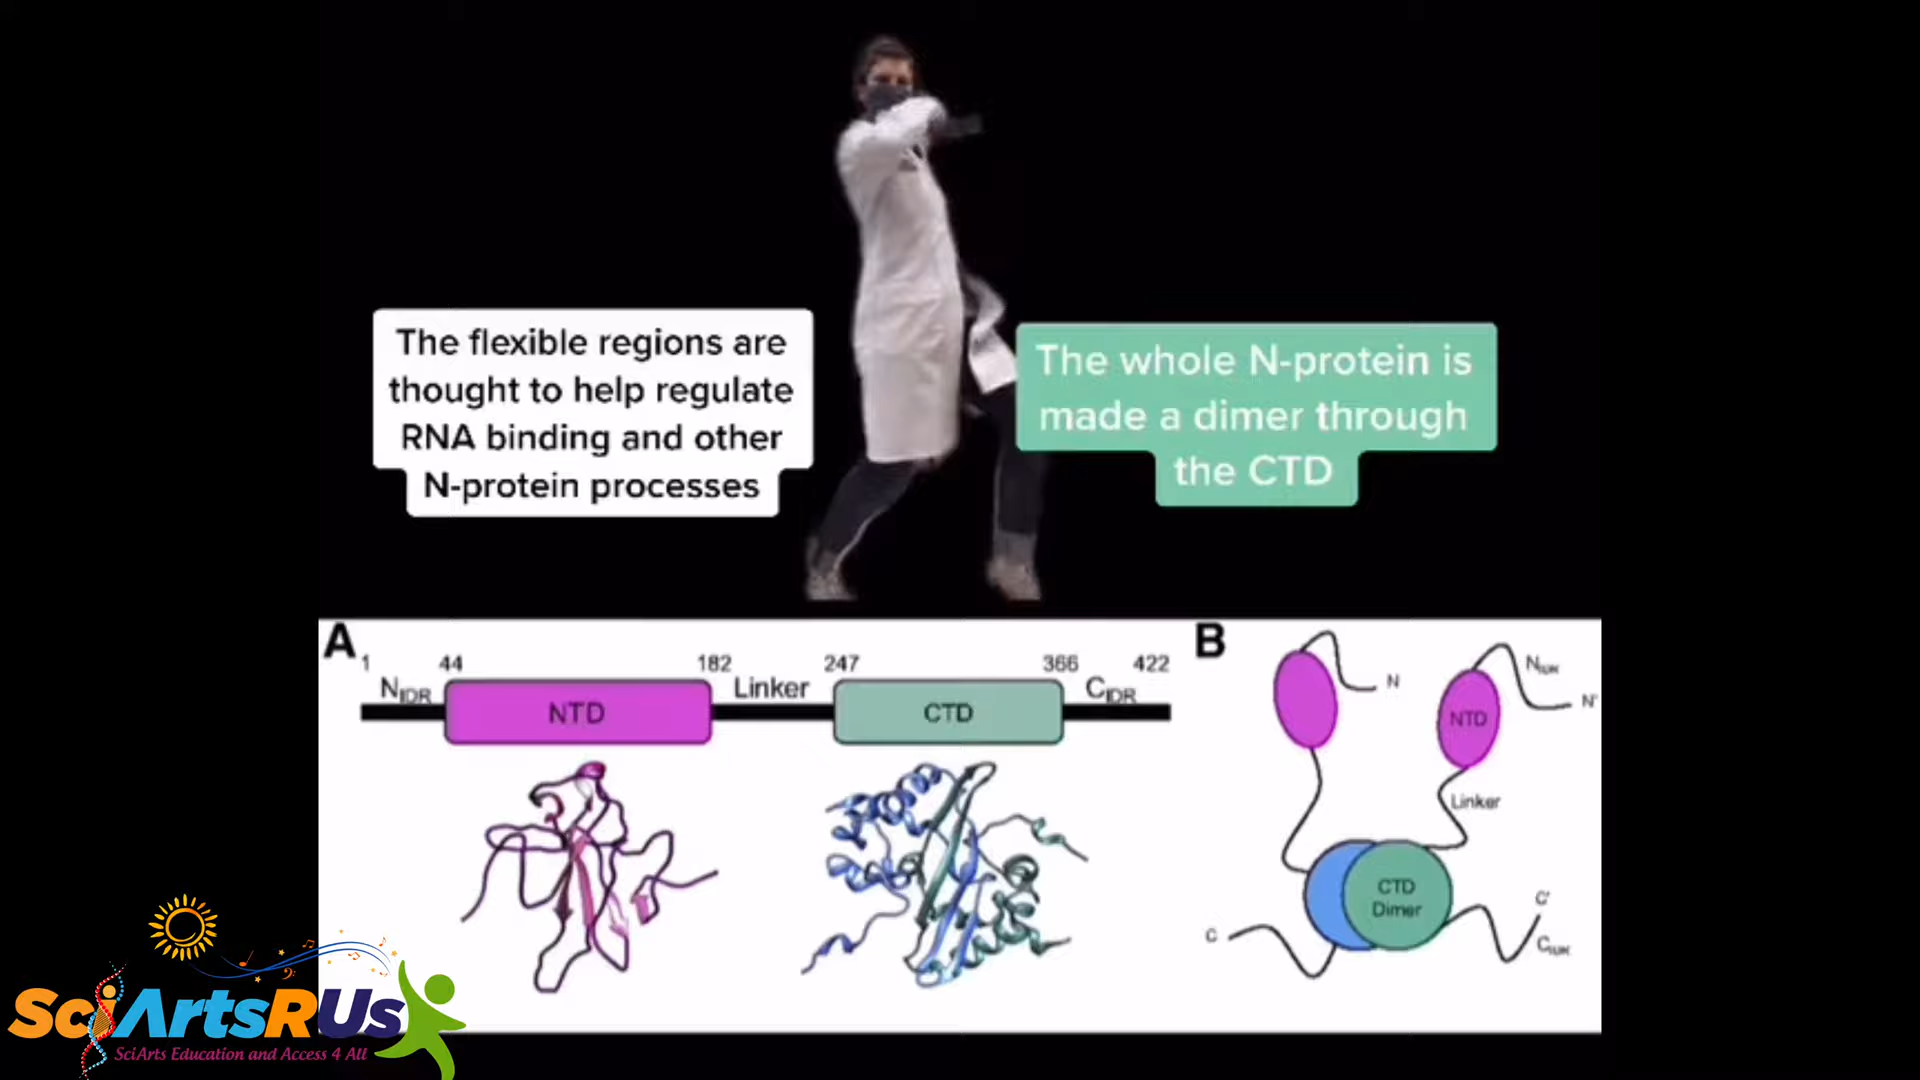 The flexible regions are
thought to help regulate
RNA binding and other
N-protein processes
The whole N-protein is
made a dimer through
the CTD
A
1 44 182 247 366 422
NIDR NTD Linker CTD CIDR
B
N
NIDR
N'
NTD
Linker
CTD
Dimer
C
C'
CIDR
SciArtsRUs
SciArts Education and Access 4 All